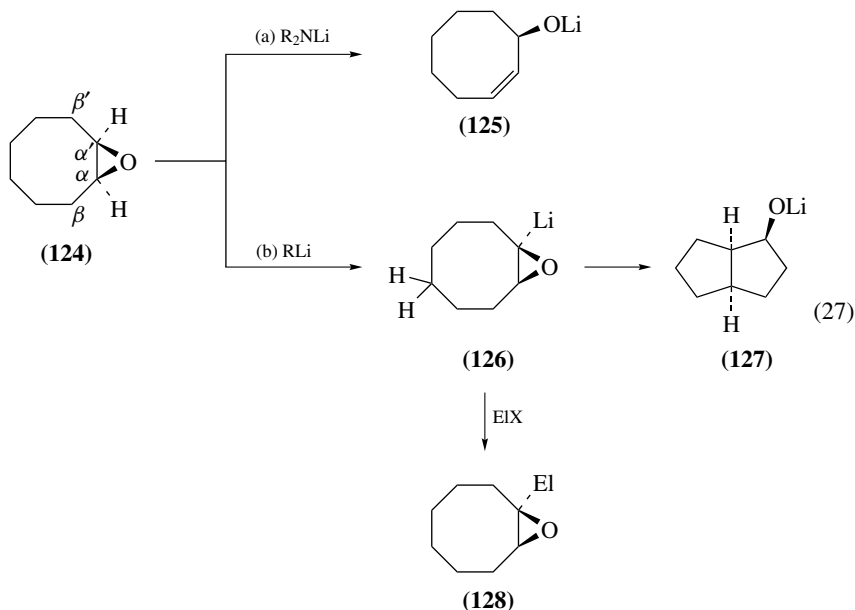 (a) R₂NLi
OLi
(125)
β′
H
α′
O
α
β
H
(124)
(b) RLi
Li
O
H
H
(126)
H
OLi
H
(127)
(27)
ElX
El
O
(128)